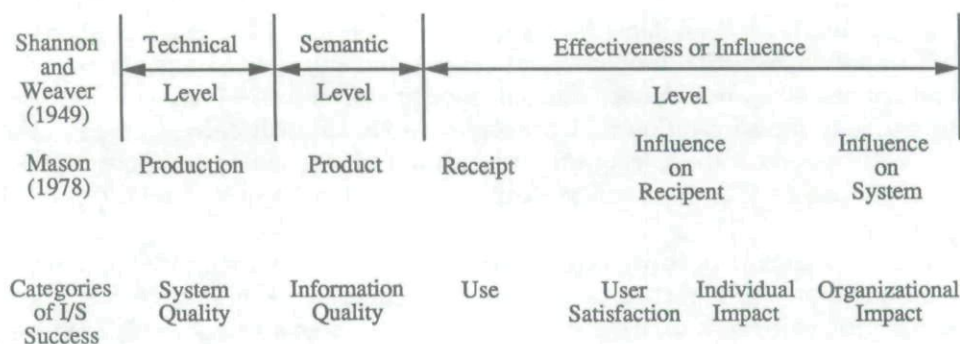 Shannon and Weaver (1949)
Technical Level
Semantic Level
Effectiveness or Influence Level
Mason (1978)
Production
Product
Receipt
Influence on Recipent
Influence on System
Categories of I/S Success
System Quality
Information Quality
Use
User Satisfaction
Individual Impact
Organizational Impact